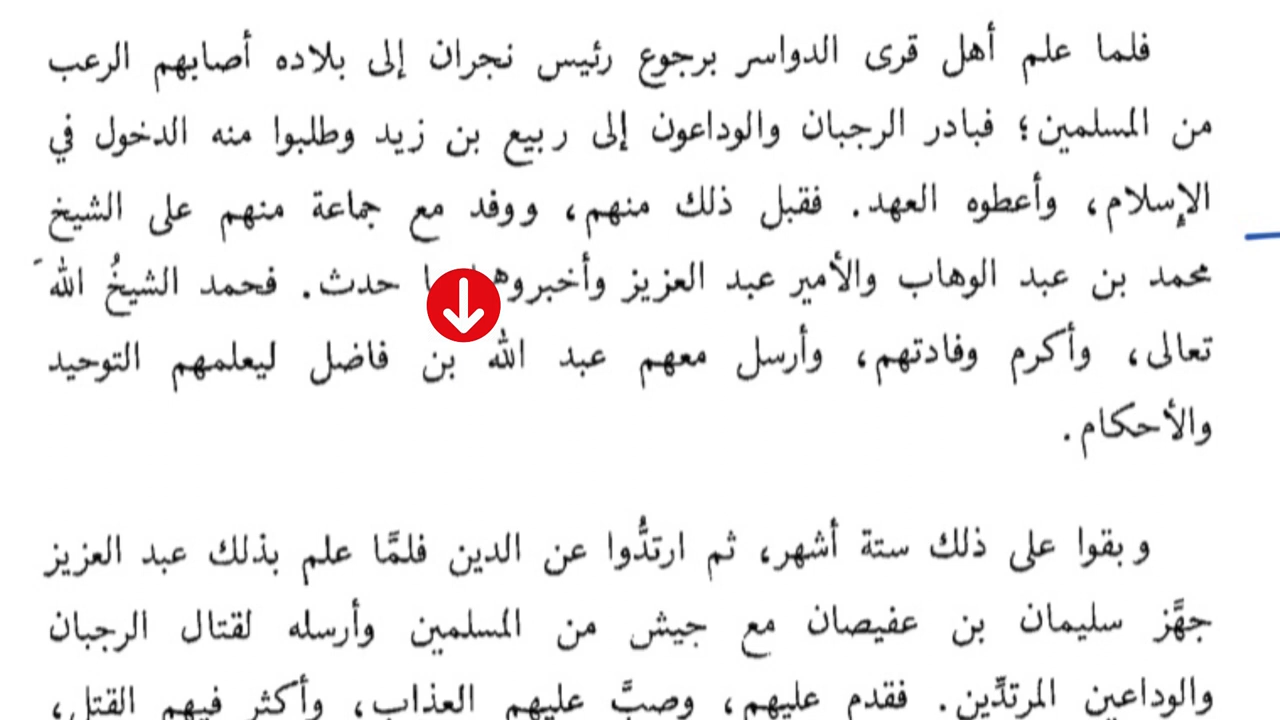 فلما علم أهل قرى الدواسر برجوع رئيس نجران إلى بلاده أصابهم الرعب
من المسلمين؛ فبادر الرجبان والوداعون إلى ربيع بن زيد وطلبوا منه الدخول في
الإسلام، وأعطوه العهد. فقبل ذلك منهم، ووفد مع جماعة منهم على الشيخ
محمد بن عبد الوهاب والأمير عبد العزيز حدث. فحمد الشيخُ الله
تعالى، وأكرم وفادتهم، وأرسل معهم عبد الله بن فاضل ليعلمهم التوحيد
والأحكام.
وبقوا على ذلك ستة أشهر، ثم ارتدُّوا عن الدين فلمَّا علم بذلك عبد العزيز
جهَّز سليمان بن عفيصان مع جيش من المسلمين وأرسله لقتال الرجبان
والوداعين المرتدِّين. فقدم عليهم، وصبَّ عليهم العذاب، وأكثر فيهم القتل،